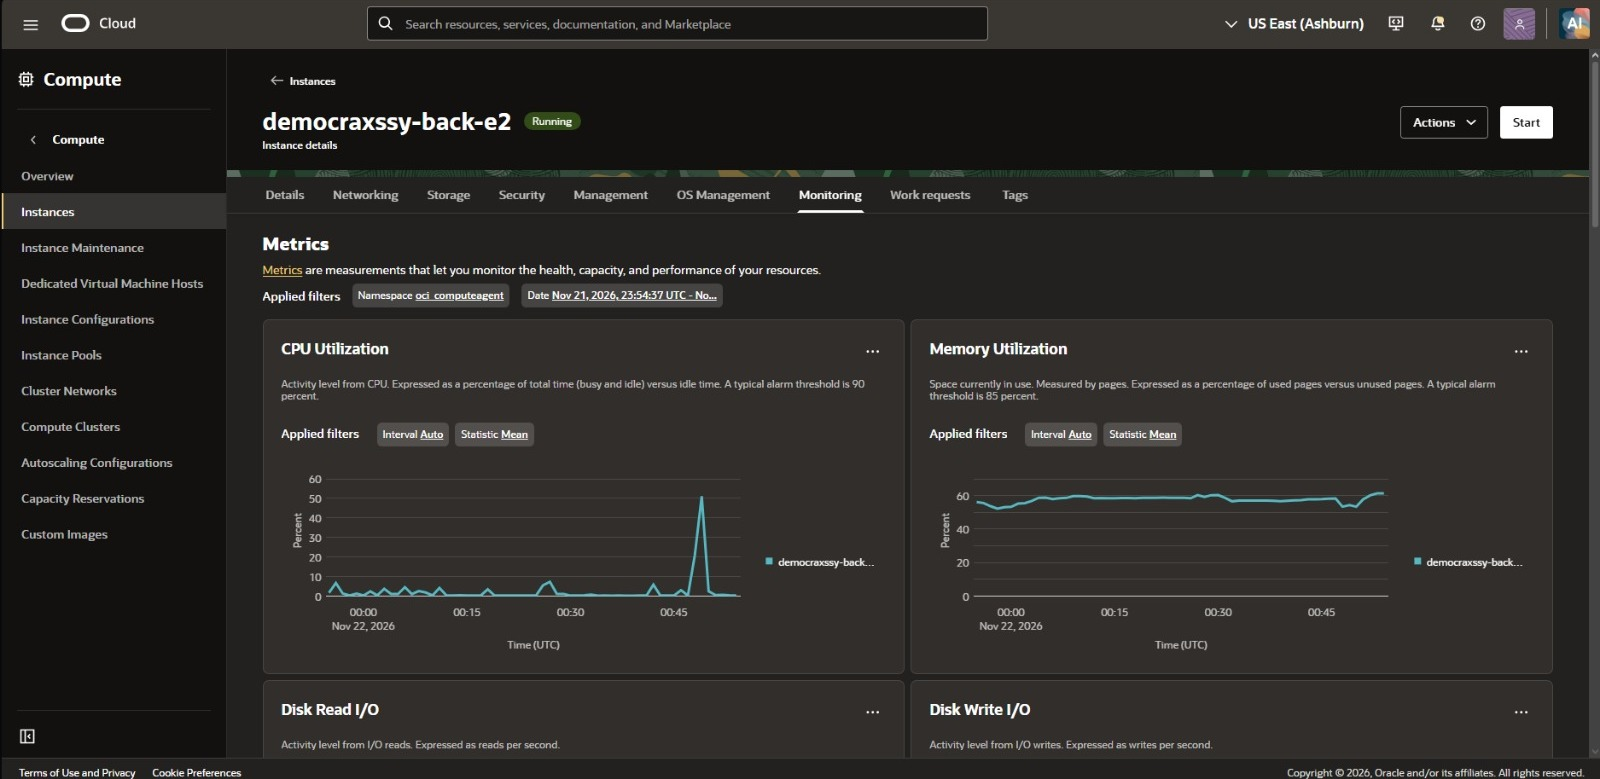 Cloud
Search resources, services, documentation, and Marketplace
US East (Ashburn)
AI
Compute
Compute
Overview
Instances
Instance Maintenance
Dedicated Virtual Machine Hosts
Instance Configurations
Instance Pools
Cluster Networks
Compute Clusters
Autoscaling Configurations
Capacity Reservations
Custom Images
Instances
democraxssy-back-e2 Running
Instance details
Actions Start
Details Networking Storage Security Management OS Management Monitoring Work requests Tags
Metrics
Metrics are measurements that let you monitor the health, capacity, and performance of your resources.
Applied filters Namespace oci_computeagent Date Nov 21, 2026, 23:54:37 UTC - No...
CPU Utilization ...
Activity level from CPU. Expressed as a percentage of total time (busy and idle) versus idle time. A typical alarm threshold is 90
percent.
Applied filters Interval Auto Statistic Mean
60
50
40
30
20
10
0
Percent
00:00 00:15 00:30 00:45
Nov 22, 2026
Time (UTC)
democraxssy-back...
Memory Utilization ...
Space currently in use. Measured by pages. Expressed as a percentage of used pages versus unused pages. A typical alarm
threshold is 85 percent.
Applied filters Interval Auto Statistic Mean
60
40
20
0
Percent
00:00 00:15 00:30 00:45
Nov 22, 2026
Time (UTC)
democraxssy-back...
Disk Read I/O ...
Activity level from I/O reads. Expressed as reads per second.
Disk Write I/O ...
Activity level from I/O writes. Expressed as writes per second.
Terms of Use and Privacy Cookie Preferences
Copyright © 2026, Oracle and/or its affiliates. All rights reserved.